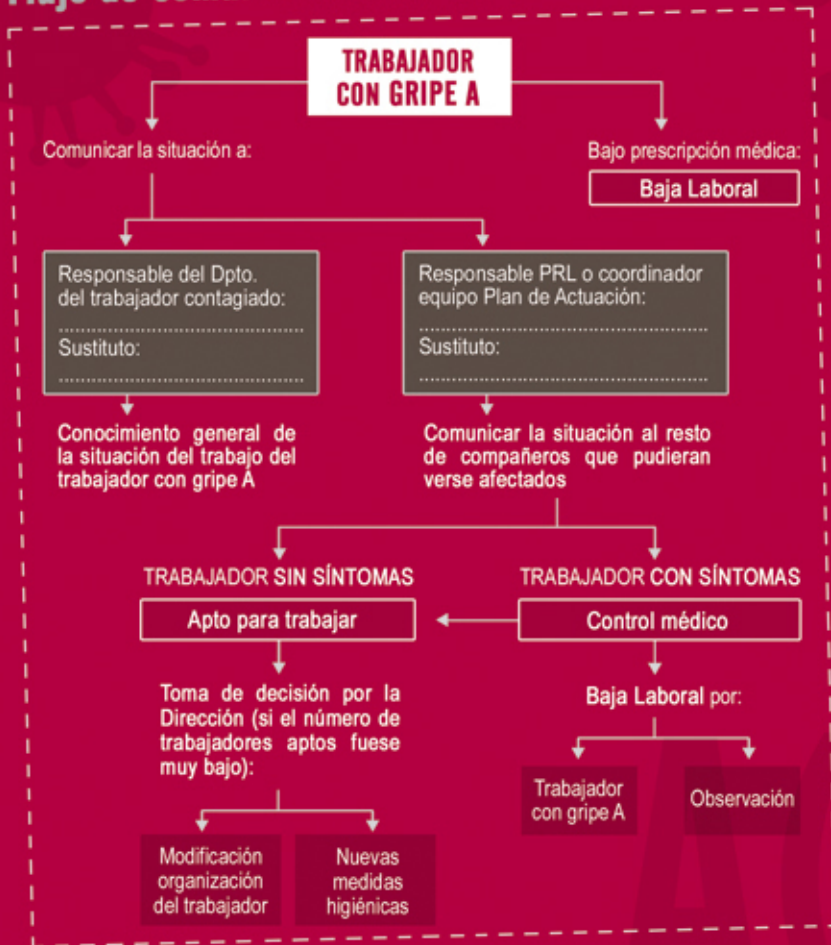 TRABAJADOR
CON GRIPE A
Comunicar la situación a:
Bajo prescripción médica:
Baja Laboral
Responsable del Dpto.
del trabajador contagiado:
Sustituto:
Responsable PRL o coordinador
equipo Plan de Actuación:
Sustituto:
Conocimiento general de
la situación del trabajo del
trabajador con gripe A
Comunicar la situación al resto
de compañeros que pudieran
verse afectados
TRABAJADOR SIN SÍNTOMAS
Apto para trabajar
TRABAJADOR CON SÍNTOMAS
Control médico
Toma de decisión por la
Dirección (si el número de
trabajadores aptos fuese
muy bajo):
Baja Laboral por:
Modificación
organización
del trabajador
Nuevas
medidas
higiénicas
Trabajador
con gripe A
Observación